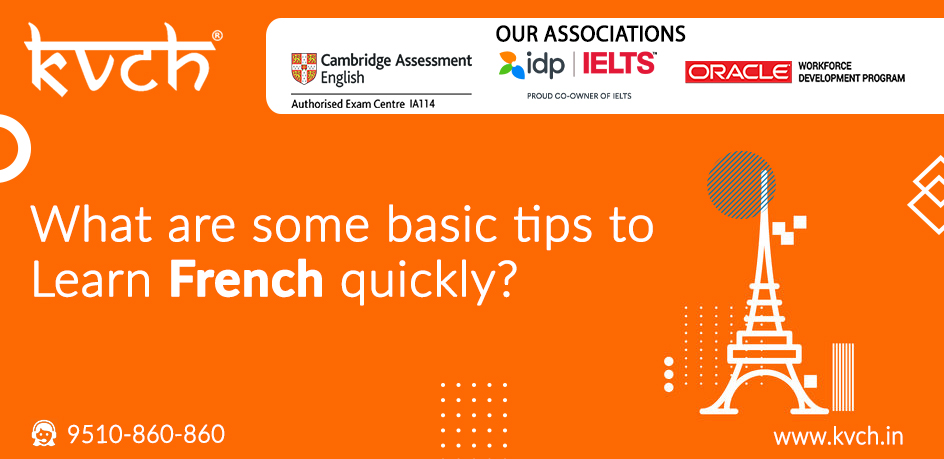 kvch®
OUR ASSOCIATIONS
Cambridge Assessment
English
Authorised Exam Centre IA114
idp | IELTS™
PROUD CO-OWNER OF IELTS
ORACLE®
WORKFORCE
DEVELOPMENT PROGRAM
What are some basic tips to
Learn French quickly?
9510-860-860
www.kvch.in